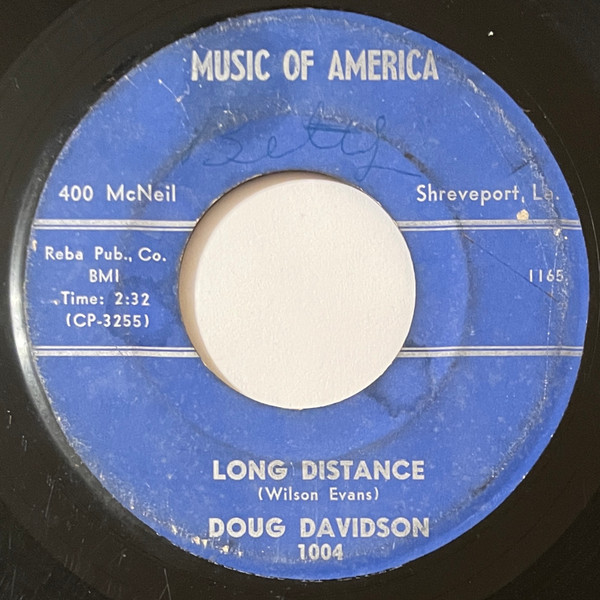 MUSIC OF AMERICA
Betty
400 McNeil
Shreveport, La.
Reba Pub., Co.
BMI
Time: 2:32
(CP-3255)
1165
LONG DISTANCE
(Wilson Evans)
DOUG DAVIDSON
1004